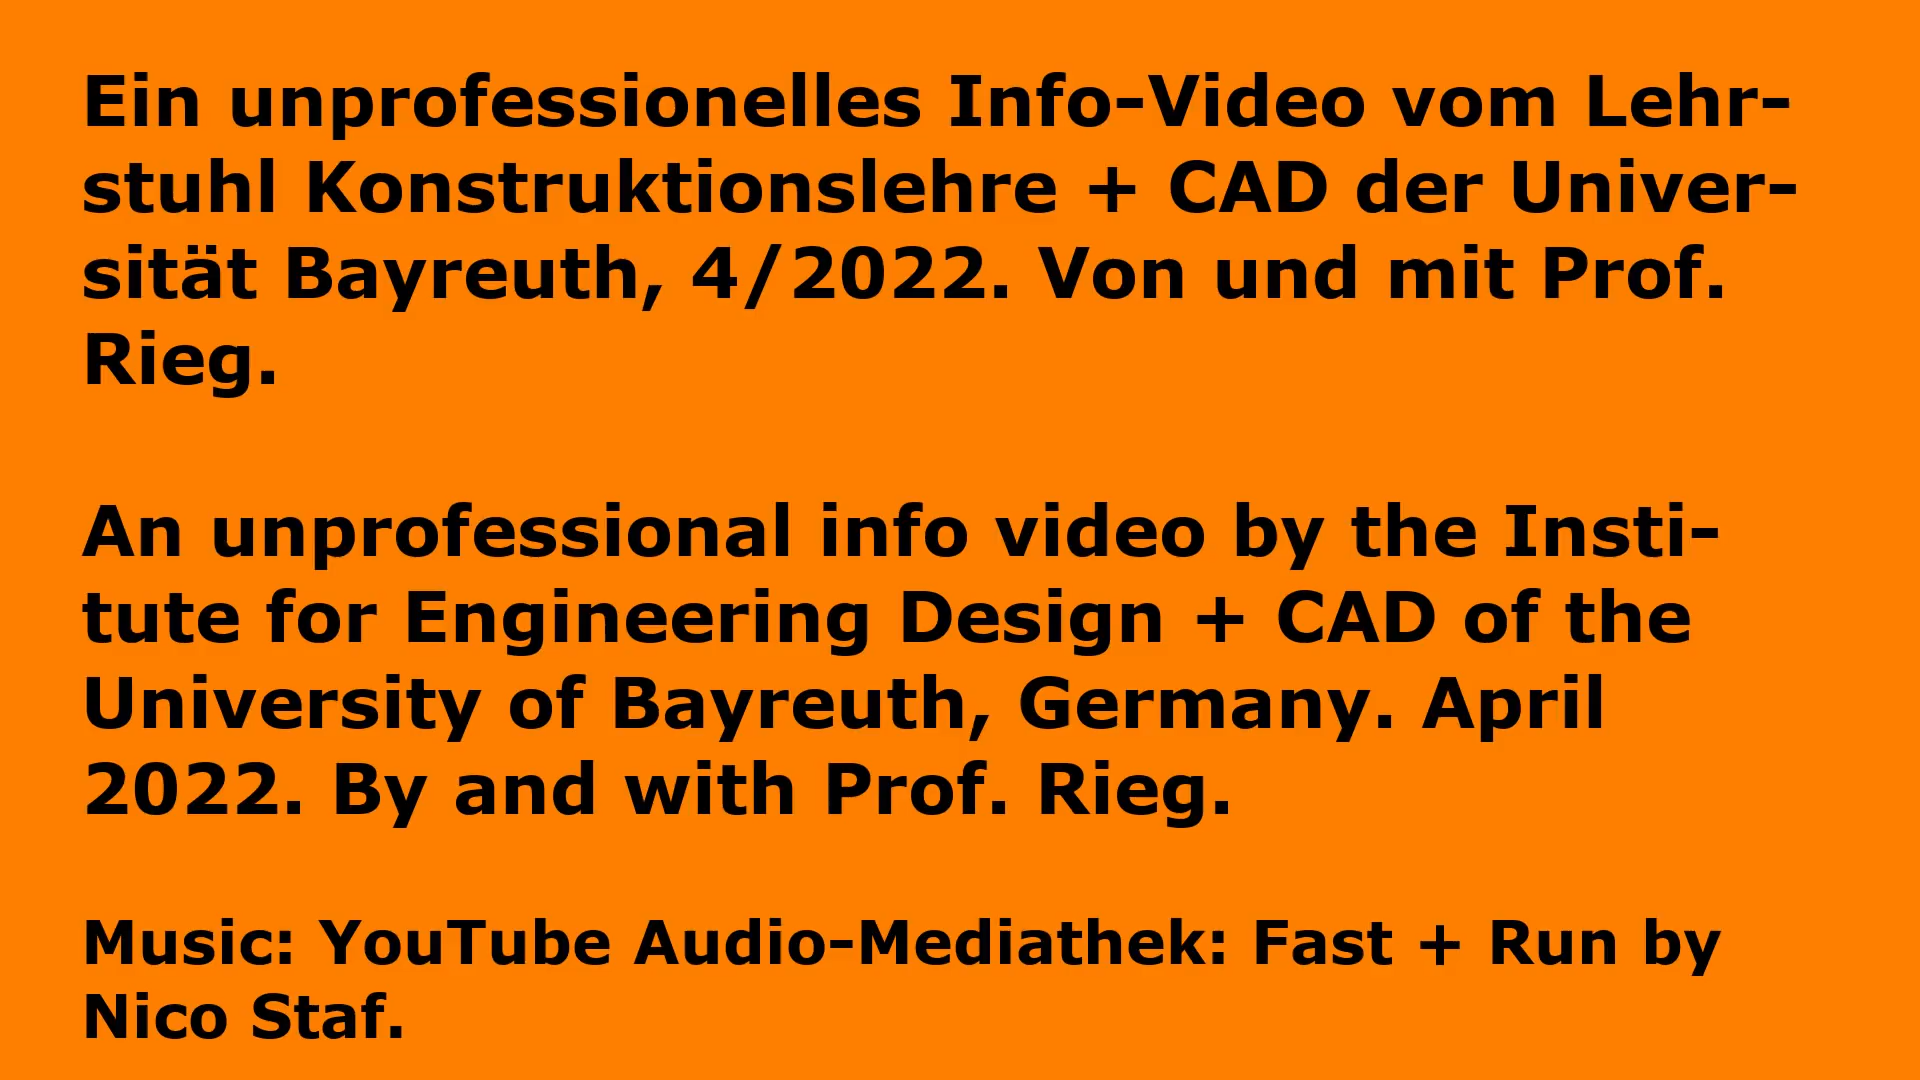 Ein unprofessionelles Info-Video vom Lehr-
stuhl Konstruktionslehre + CAD der Univer-
sität Bayreuth, 4/2022. Von und mit Prof.
Rieg.
An unprofessional info video by the Insti-
tute for Engineering Design + CAD of the
University of Bayreuth, Germany. April
2022. By and with Prof. Rieg.
Music: YouTube Audio-Mediathek: Fast + Run by
Nico Staf.